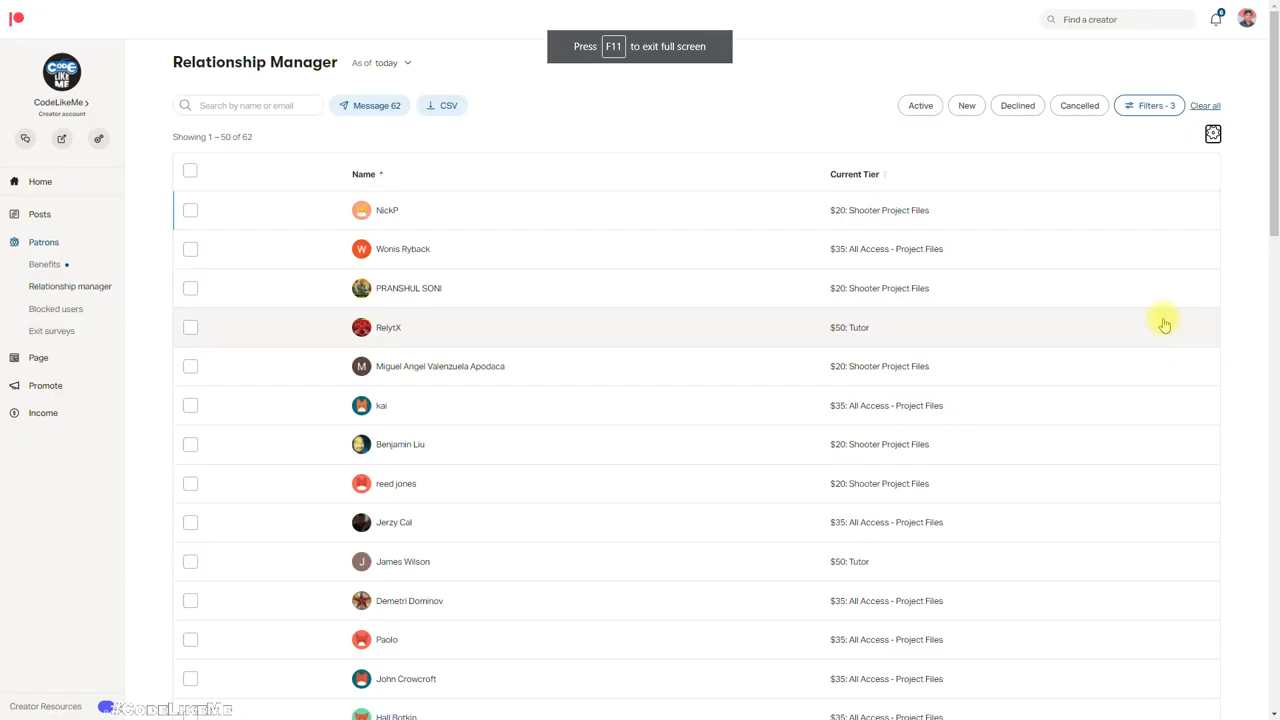 Find a creator
6
Press F11 to exit full screen
CODE LIKE ME
CodeLikeMe
Creator account
Home
Posts
Patrons
Benefits
Relationship manager
Blocked users
Exit surveys
Page
Promote
Income
Creator Resources
#CodeLikeMe
Relationship Manager
As of today
Search by name or email
Message 62
CSV
Active
New
Declined
Cancelled
Filters - 3
Clear all
Showing 1 – 50 of 62
Name
Current Tier
NickP
$20: Shooter Project Files
W
Wonis Ryback
$35: All Access - Project Files
PRANSHUL SONI
$20: Shooter Project Files
RelytX
$50: Tutor
M
Miguel Angel Valenzuela Apodaca
$20: Shooter Project Files
kai
$35: All Access - Project Files
Benjamin Liu
$20: Shooter Project Files
reed jones
$20: Shooter Project Files
Jerzy Cal
$35: All Access - Project Files
J
James Wilson
$50: Tutor
Demetri Dominov
$35: All Access - Project Files
Paolo
$35: All Access - Project Files
John Crowcroft
$35: All Access - Project Files
Hall Botkin